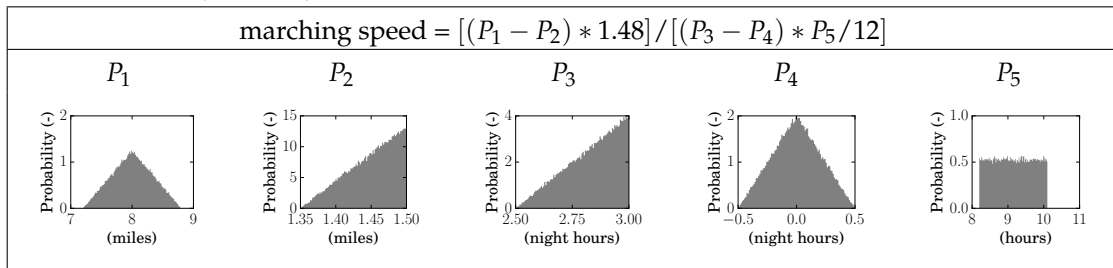 marching speed = [(P₁ − P₂) ∗ 1.48]/[(P₃ − P₄) ∗ P₅/12]
P₁ P₂ P₃ P₄ P₅
Probability (-)
2
1
0
7 8 9
(miles)
Probability (-)
15
10
5
0
1.35 1.40 1.45 1.50
(miles)
Probability (-)
4
2
0
2.50 2.75 3.00
(night hours)
Probability (-)
2
1
0
−0.5 0.0 0.5
(night hours)
Probability (-)
1.0
0.5
0.0
8 9 10 11
(hours)